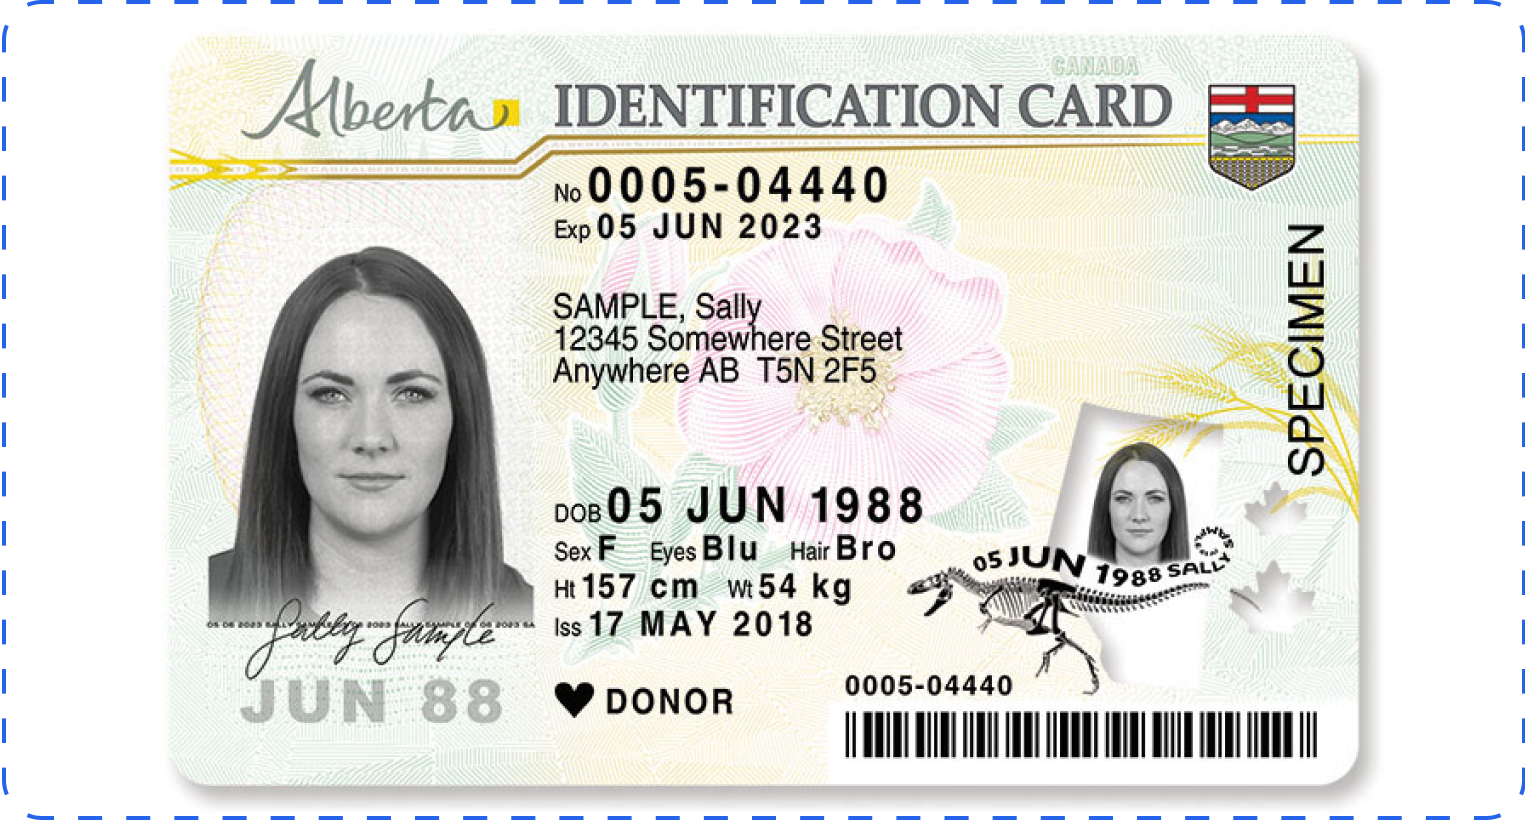 CANADA
Alberta IDENTIFICATION CARD
No 0005-04440
Exp 05 JUN 2023
SAMPLE, Sally
12345 Somewhere Street
Anywhere AB T5N 2F5
SPECIMEN
DOB 05 JUN 1988
Sex F Eyes Blu Hair Bro
Ht 157 cm Wt 54 kg
Iss 17 MAY 2018
DONOR
Sally Sample
JUN 88
05 JUN 1988 SALLY SAMPLE
0005-04440